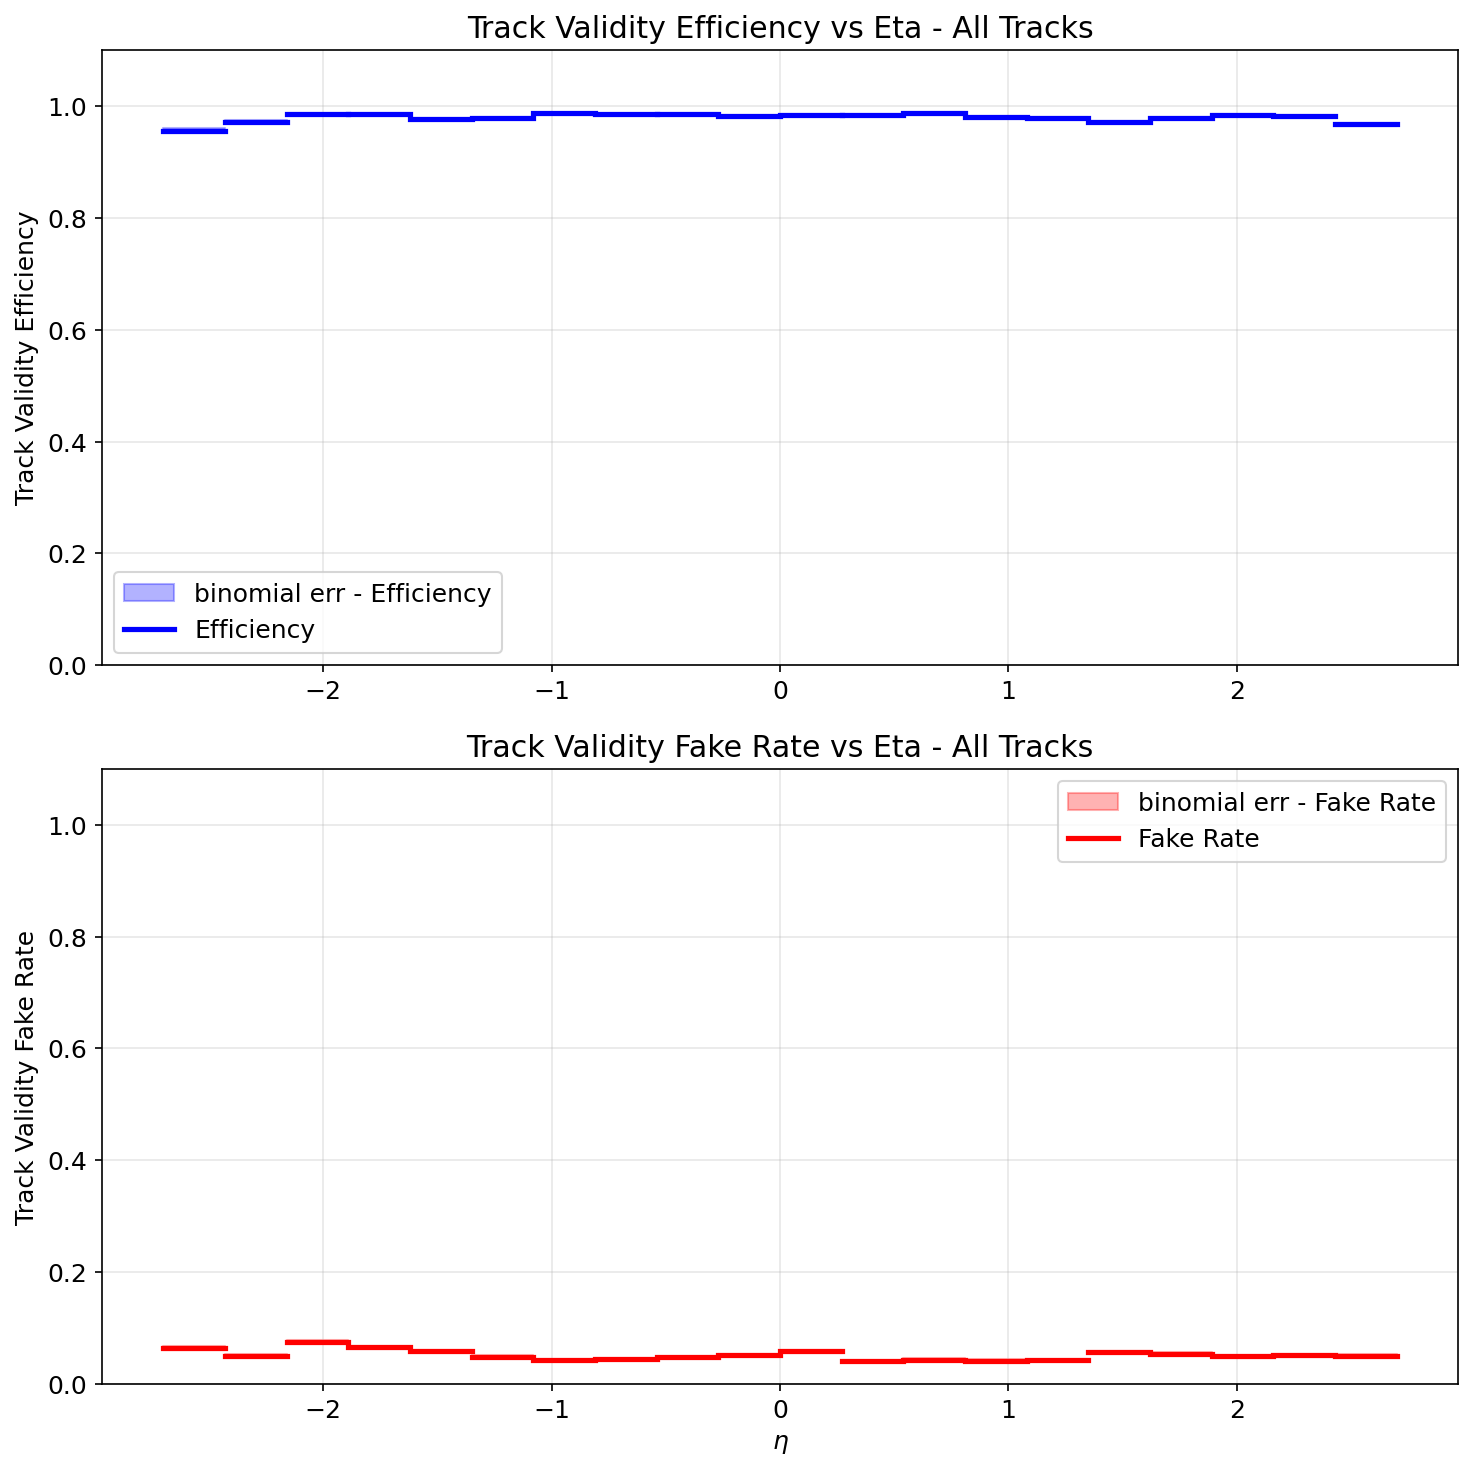 Track Validity Efficiency vs Eta - All Tracks
Track Validity Efficiency
1.0
0.8
0.6
0.4
0.2
0.0
binomial err - Efficiency
Efficiency
−2
−1
0
1
2
Track Validity Fake Rate vs Eta - All Tracks
Track Validity Fake Rate
1.0
0.8
0.6
0.4
0.2
0.0
binomial err - Fake Rate
Fake Rate
−2
−1
0
1
2
η